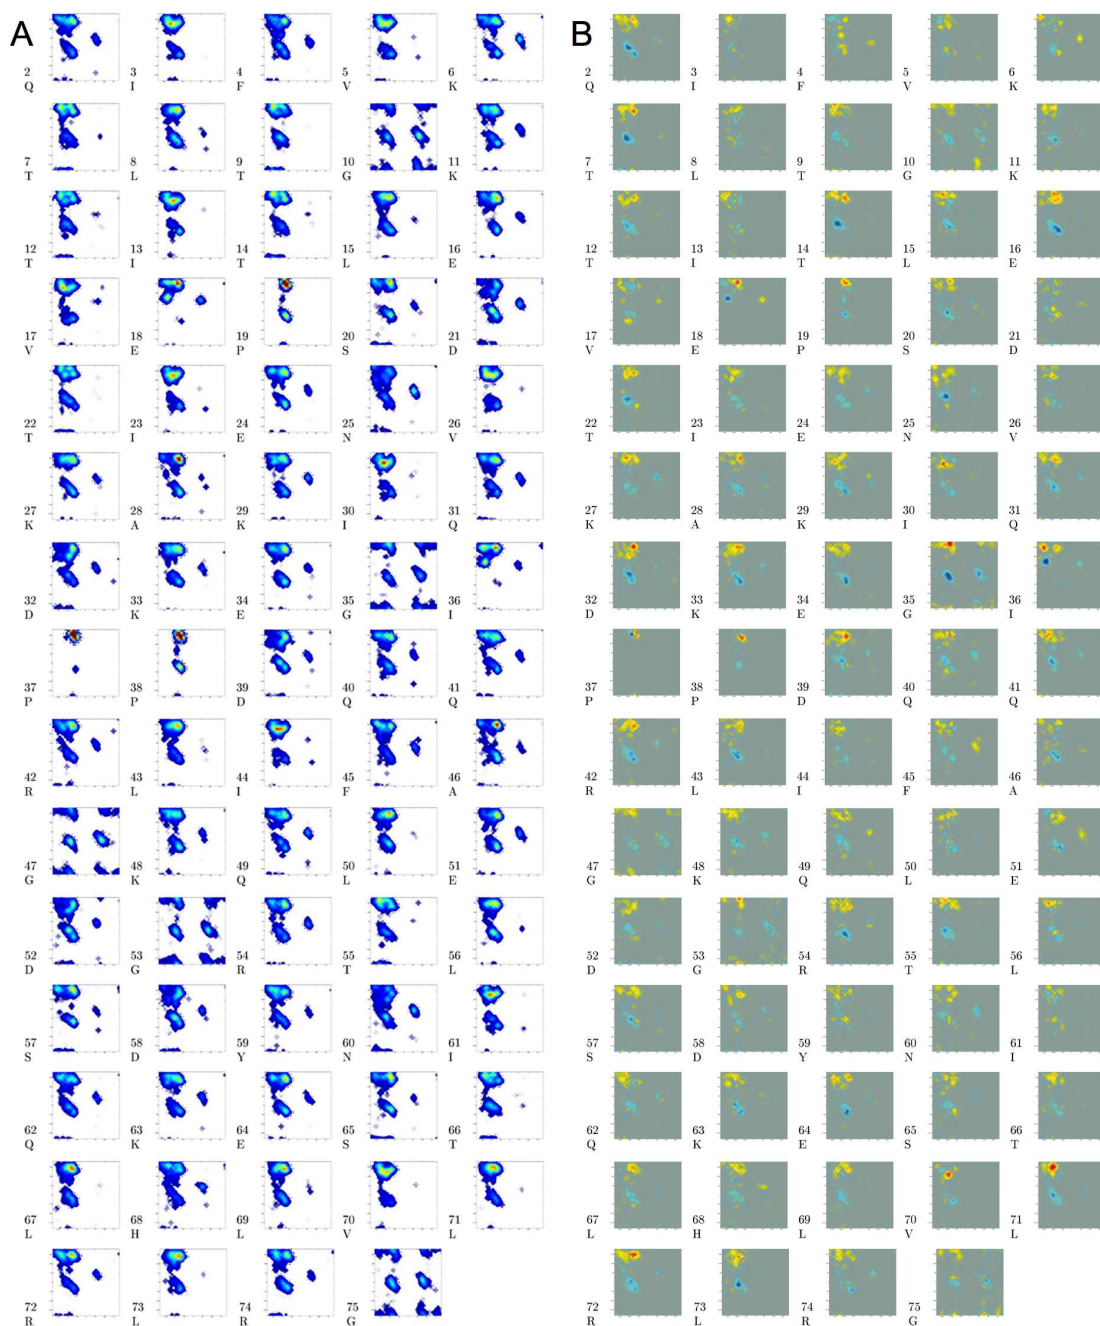 A
2 3 4 5 6
Q I F V K
7 8 9 10 11
T L T G K
12 13 14 15 16
T I T L E
17 18 19 20 21
V E P S D
22 23 24 25 26
T I E N V
27 28 29 30 31
K A K I Q
32 33 34 35 36
D K E G I
37 38 39 40 41
P P D Q Q
42 43 44 45 46
R L I F A
47 48 49 50 51
G K Q L E
52 53 54 55 56
D G R T L
57 58 59 60 61
S D Y N I
62 63 64 65 66
Q K E S T
67 68 69 70 71
L H L V L
72 73 74 75
R L R G
B
2 3 4 5 6
Q I F V K
7 8 9 10 11
T L T G K
12 13 14 15 16
T I T L E
17 18 19 20 21
V E P S D
22 23 24 25 26
T I E N V
27 28 29 30 31
K A K I Q
32 33 34 35 36
D K E G I
37 38 39 40 41
P P D Q Q
42 43 44 45 46
R L I F A
47 48 49 50 51
G K Q L E
52 53 54 55 56
D G R T L
57 58 59 60 61
S D Y N I
62 63 64 65 66
Q K E S T
67 68 69 70 71
L H L V L
72 73 74 75
R L R G